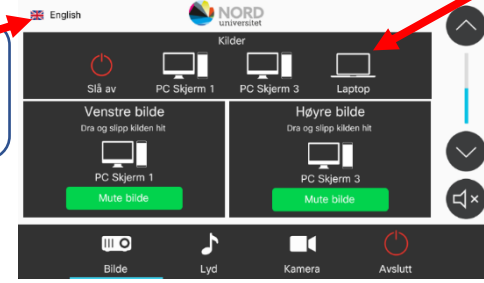 English
NORD
universitet
Kilder
Slå av
PC Skjerm 1
PC Skjerm 3
Laptop
Venstre bilde
Dra og slipp kilden hit
PC Skjerm 1
Mute bilde
Høyre bilde
Dra og slipp kilden hit
PC Skjerm 3
Mute bilde
Bilde
Lyd
Kamera
Avslutt